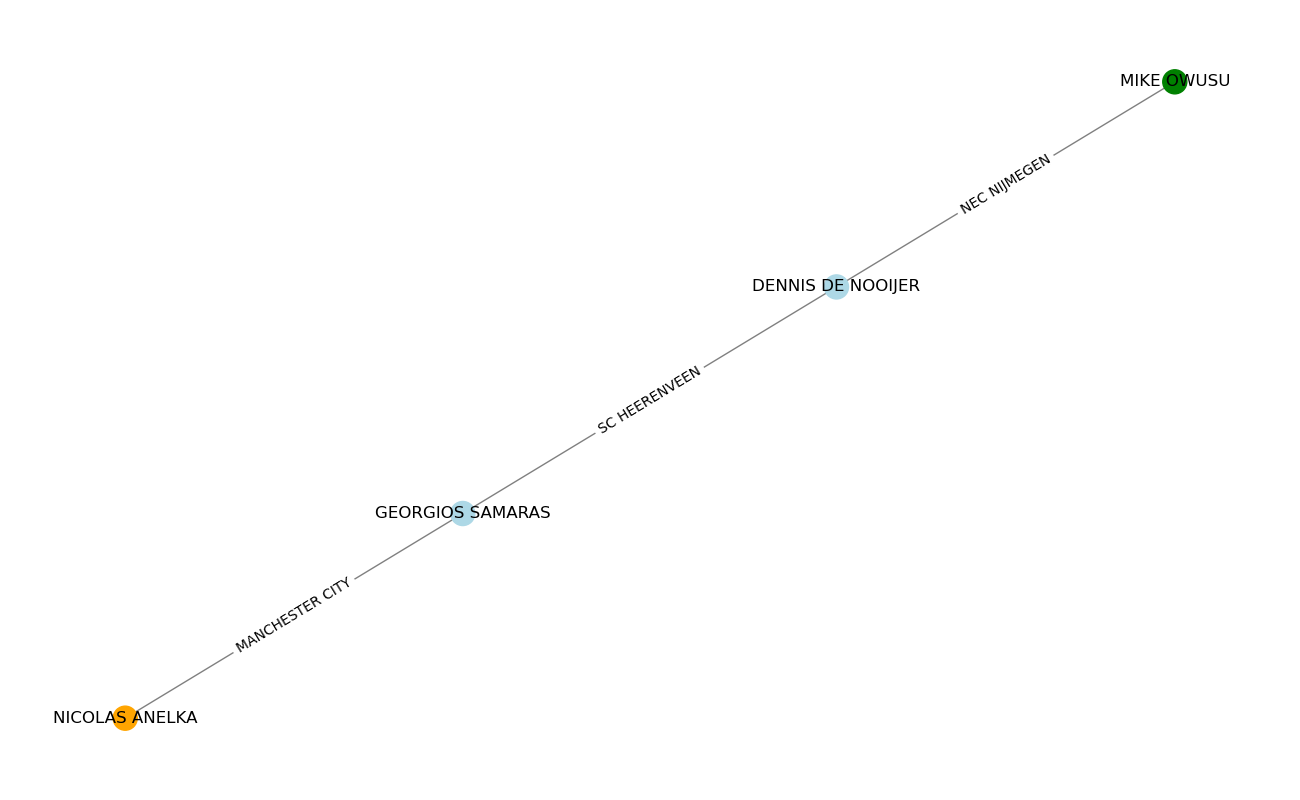 MIKE OWUSU
NEC NIJMEGEN
DENNIS DE NOOIJER
SC HEERENVEEN
GEORGIOS SAMARAS
MANCHESTER CITY
NICOLAS ANELKA